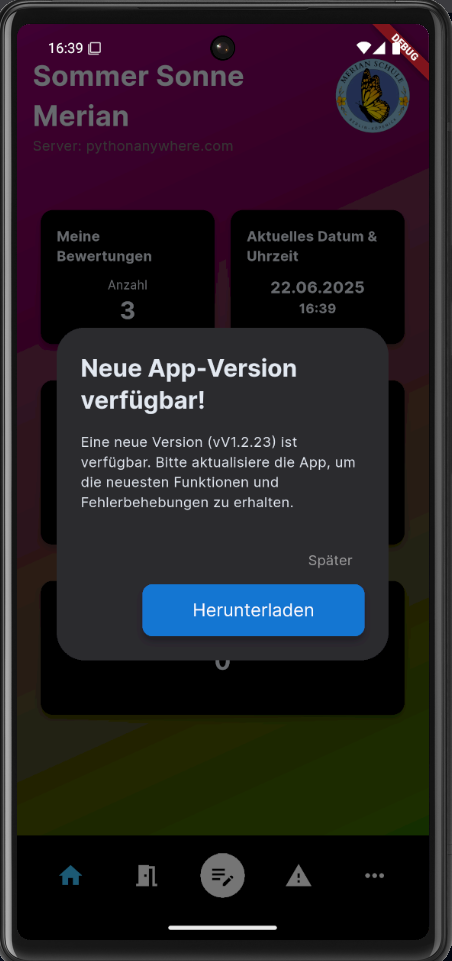 16:39
DEBUG
Sommer Sonne
Merian
MERIAN SCHULE
Server: pythonanywhere.com
Meine
Bewertungen
Anzahl
3
Aktuelles Datum &
Uhrzeit
22.06.2025
16:39
Neue App-Version
verfügbar!
Eine neue Version (vV1.2.23) ist
verfügbar. Bitte aktualisiere die App, um
die neuesten Funktionen und
Fehlerbehebungen zu erhalten.
Später
Herunterladen
0